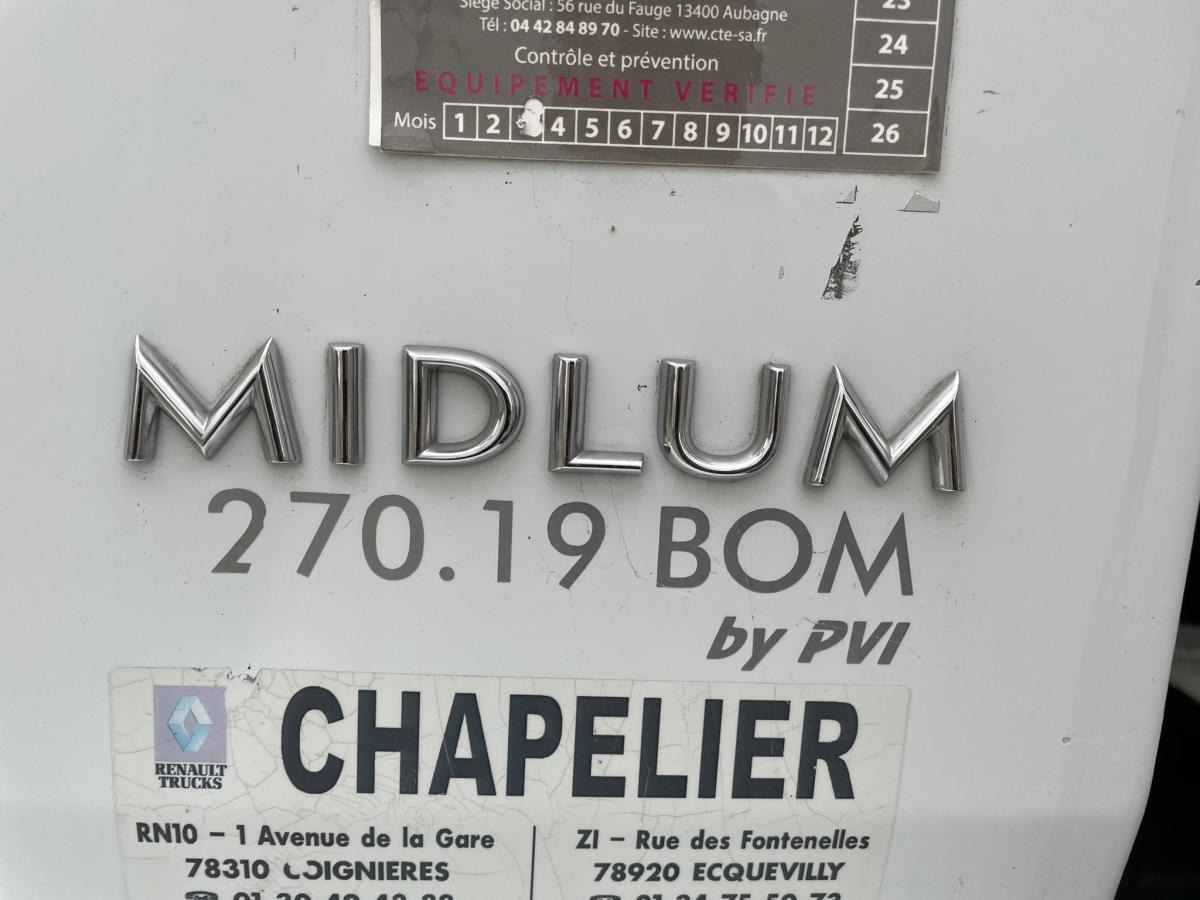 Siège Social : 56 rue du Fauge 13400 Aubagne
Tél : 04 42 84 89 70 - Site : www.cte-sa.fr
Contrôle et prévention
EQUIPEMENT VERIFIE
Mois 1 2 4 5 6 7 8 9 10 11 12
23
24
25
26
MIDLUM
270.19 BOM
by PVI
RENAULT
TRUCKS
CHAPELIER
RN10 – 1 Avenue de la Gare
78310 COIGNIERES
ZI – Rue des Fontenelles
78920 ECQUEVILLY